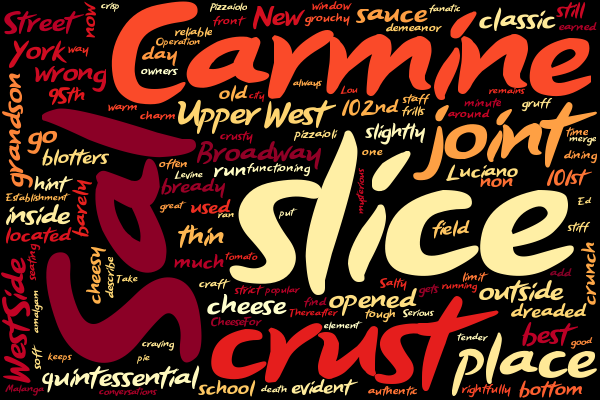 Street
now
crisp
Carmine
Pizzaiolo
front
New
window
grouchy
sauce
fanatic
demeanor
classic
still
earned
York
way
reliable
Operation
day
owners
wrong
95th
warm
charm
old
city
always
Lou
remains
gruff
Upper West
102nd
staff
frills
minute
around
joint
time
merge
grandson
go
blotters
Sal
crusty
pizzaioli
slightly
Broadway
one
mysterious
Luciano
non
dining
101st
hint
Establishment
often
Levine
run
functioning
bready
barely
slice
Ed
inside
located
great
used
ran
put
field
stiff
thin
seating
cheesy
describe
Take
much
tomato
craft
strict
popular
Salty
gets
running
limit
add
crunch
West Side
amalgam
cheese
CheeseFor
find
Thereafter
opened
tough
Serious
outside
dreaded
soft
keeps
craving
pie
crust
element
tender
best
good
place
Malanga
quintessential
conversations
school
death
evident
authentic
rightfully
bottom